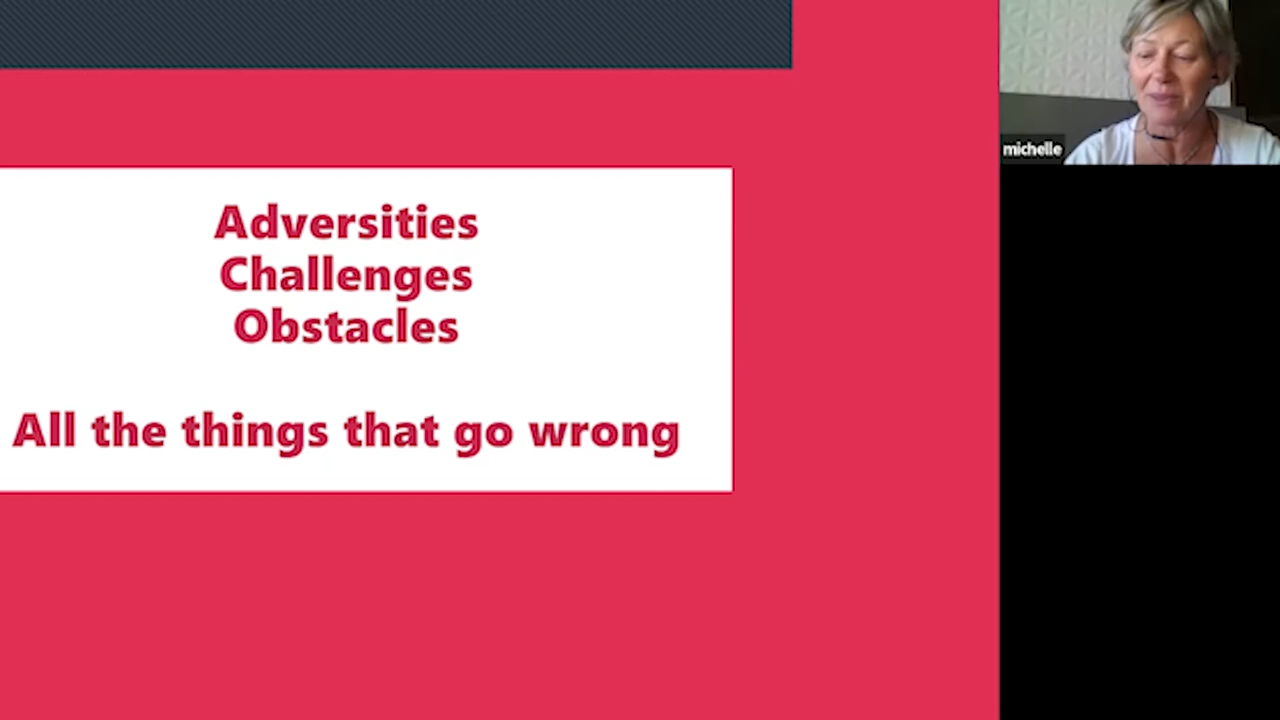 michelle
Adversities
Challenges
Obstacles
All the things that go wrong